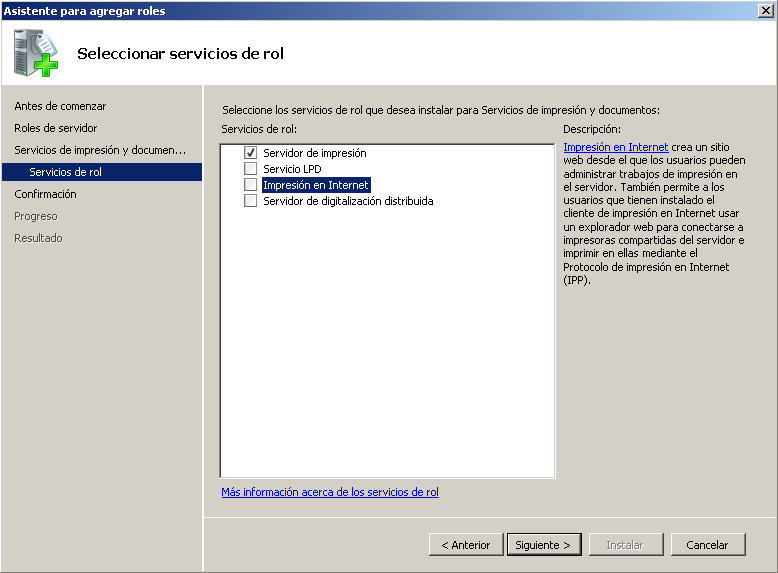 Asistente para agregar roles
Seleccionar servicios de rol
Antes de comenzar
Roles de servidor
Servicios de impresión y documen...
Servicios de rol
Confirmación
Progreso
Resultado
Seleccione los servicios de rol que desea instalar para Servicios de impresión y documentos:
Servicios de rol:
Servidor de impresión
Servicio LPD
Impresión en Internet
Servidor de digitalización distribuida
Más información acerca de los servicios de rol
Descripción:
Impresión en Internet crea un sitio
web desde el que los usuarios pueden
administrar trabajos de impresión en
el servidor. También permite a los
usuarios que tienen instalado el
cliente de impresión en Internet usar
un explorador web para conectarse a
impresoras compartidas del servidor e
imprimir en ellas mediante el
Protocolo de impresión en Internet
(IPP).
< Anterior
Siguiente >
Instalar
Cancelar